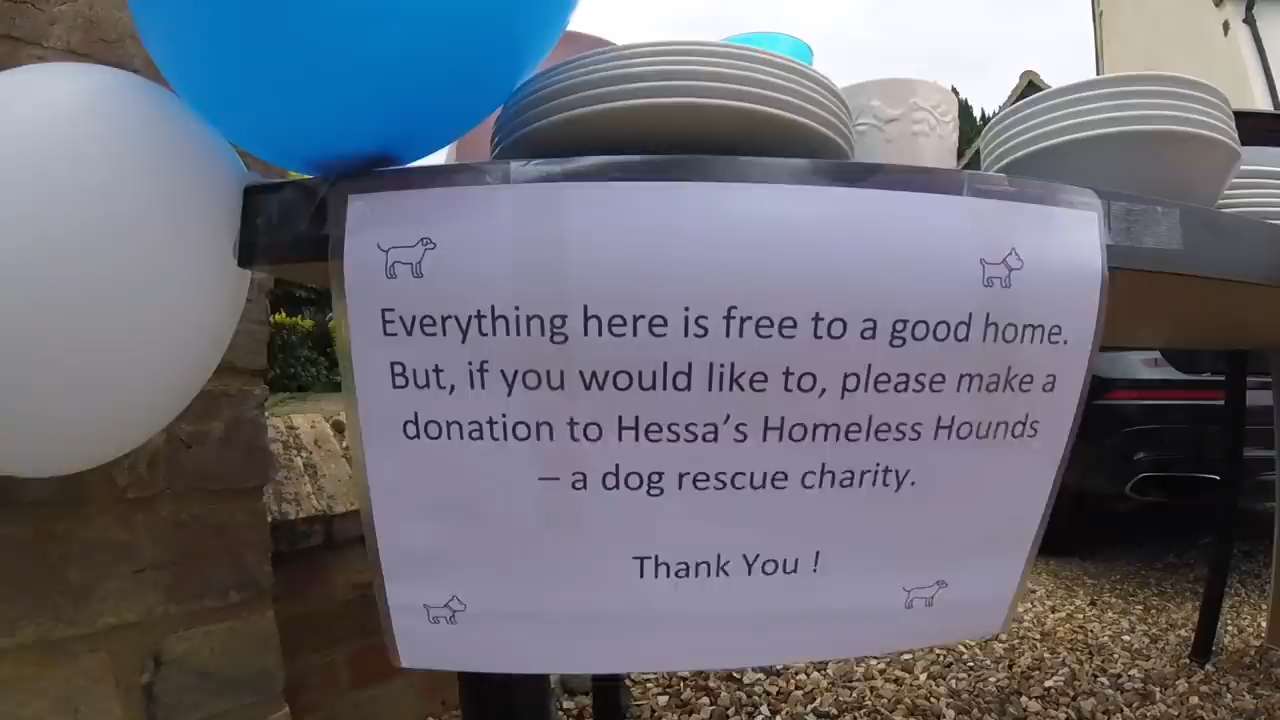 Everything here is free to a good home.
But, if you would like to, please make a
donation to Hessa's Homeless Hounds
– a dog rescue charity.
Thank You !